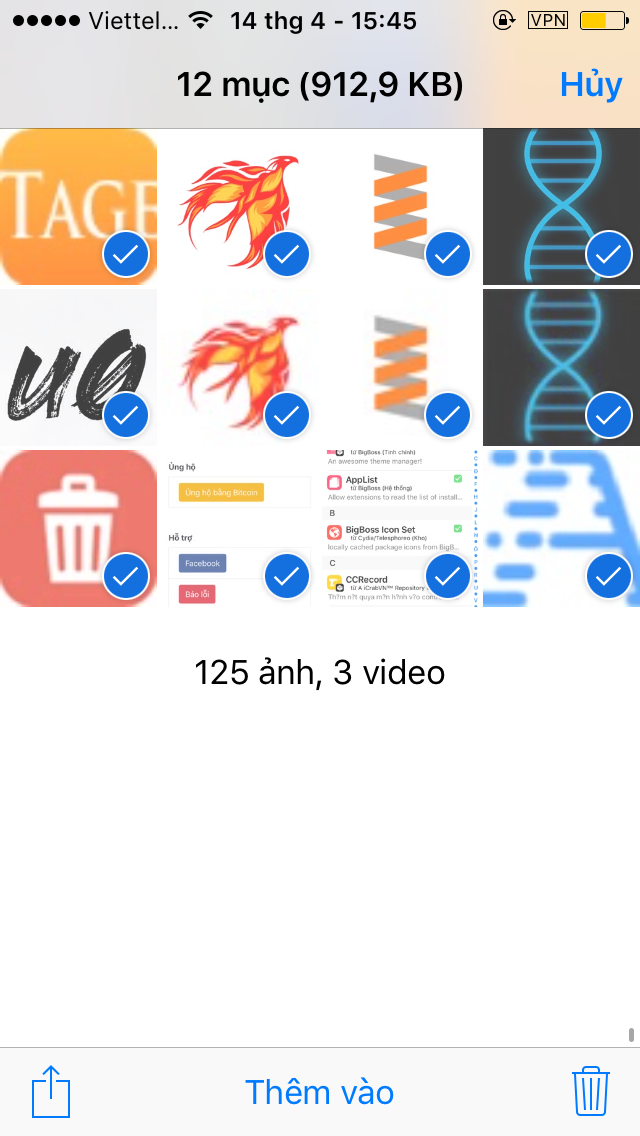 Viettel... 14 thg 4 - 15:45 VPN
12 mục (912,9 KB) Hủy
TAGE
u0
Ủng hộ
Ủng hộ bằng Bitcoin
Hỗ trợ
Facebook
Báo lỗi
từ BigBoss (Tinh chỉnh)
An awesome theme manager!!
AppList
từ BigBoss (Hệ thống)
Allow extensions to read the list of install...
B
BigBoss Icon Set
từ Cydia/Telesphoreo (Kho)
locally cached package icons from BigB...
C
CCRecord
từ A iCrabVN™ Repository
Th?m n?t quya m?n h?nh v?o cont
125 ảnh, 3 video
Thêm vào